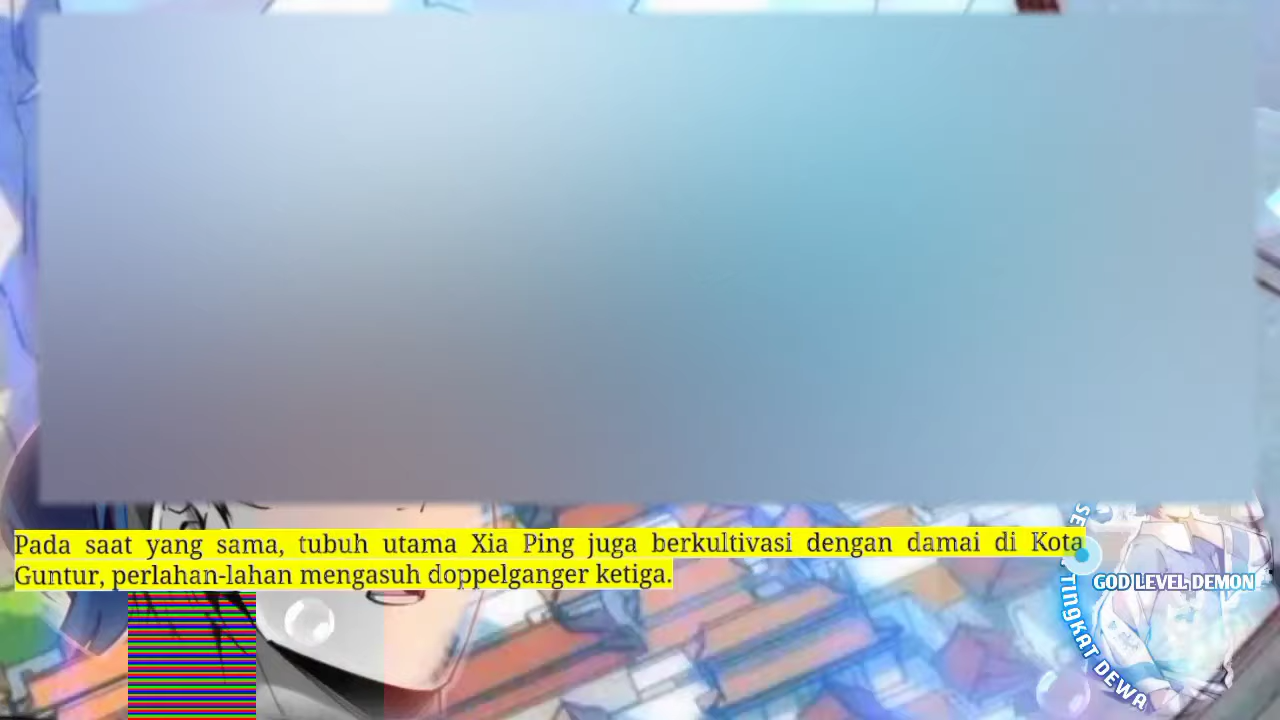 Pada saat yang sama, tubuh utama Xia Ping juga berkultivasi dengan damai di Kota
Guntur, perlahan-lahan mengasuh doppelganger ketiga.
GOD LEVEL DEMON
TINGKAT DEWA